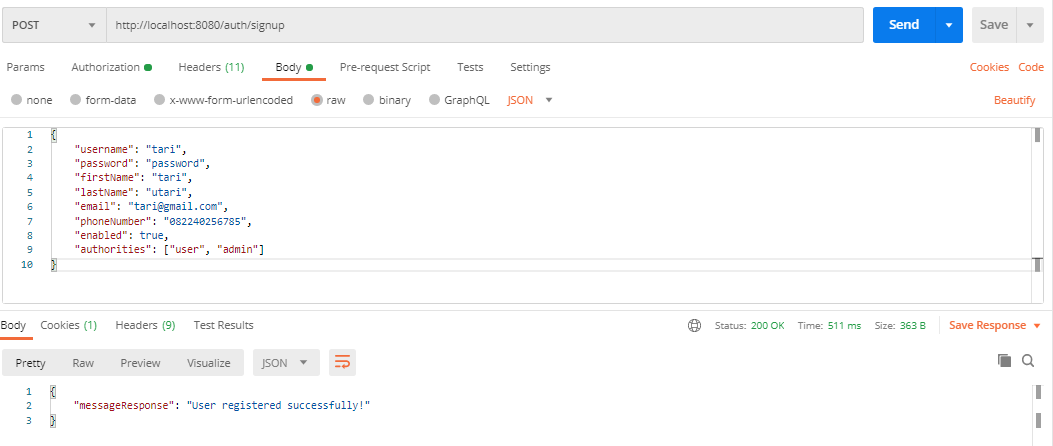 POST http://localhost:8080/auth/signup Send Save
Params Authorization Headers (11) Body Pre-request Script Tests Settings Cookies Code
none form-data x-www-form-urlencoded raw binary GraphQL JSON Beautify
1 {
2 "username": "tari",
3 "password": "password",
4 "firstName": "tari",
5 "lastName": "utari",
6 "email": "tari@gmail.com",
7 "phoneNumber": "082240256785",
8 "enabled": true,
9 "authorities": ["user", "admin"]
10 }
Body Cookies (1) Headers (9) Test Results Status: 200 OK Time: 511 ms Size: 363 B Save Response
Pretty Raw Preview Visualize JSON
1 {
2 "messageResponse": "User registered successfully!"
3 }